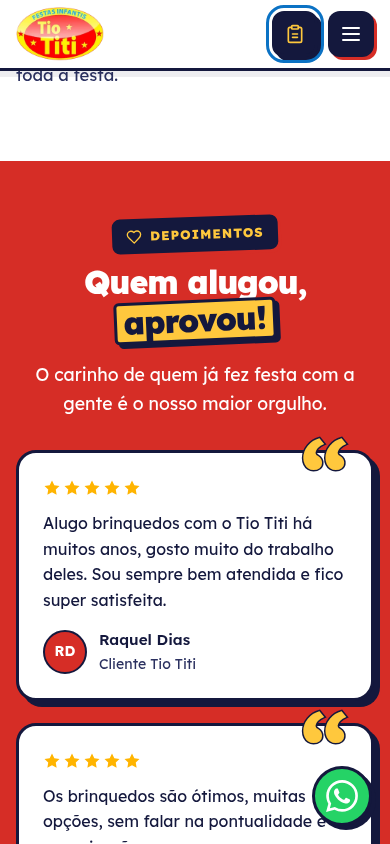 FESTAS INFANTIS
Tio
Titi
toda a festa.
DEPOIMENTOS
Quem alugou,
aprovou!
O carinho de quem já fez festa com a
gente é o nosso maior orgulho.
Alugo brinquedos com o Tio Titi há
muitos anos, gosto muito do trabalho
deles. Sou sempre bem atendida e fico
super satisfeita.
RD
Raquel Dias
Cliente Tio Titi
Os brinquedos são ótimos, muitas
opções, sem falar na pontualidade e